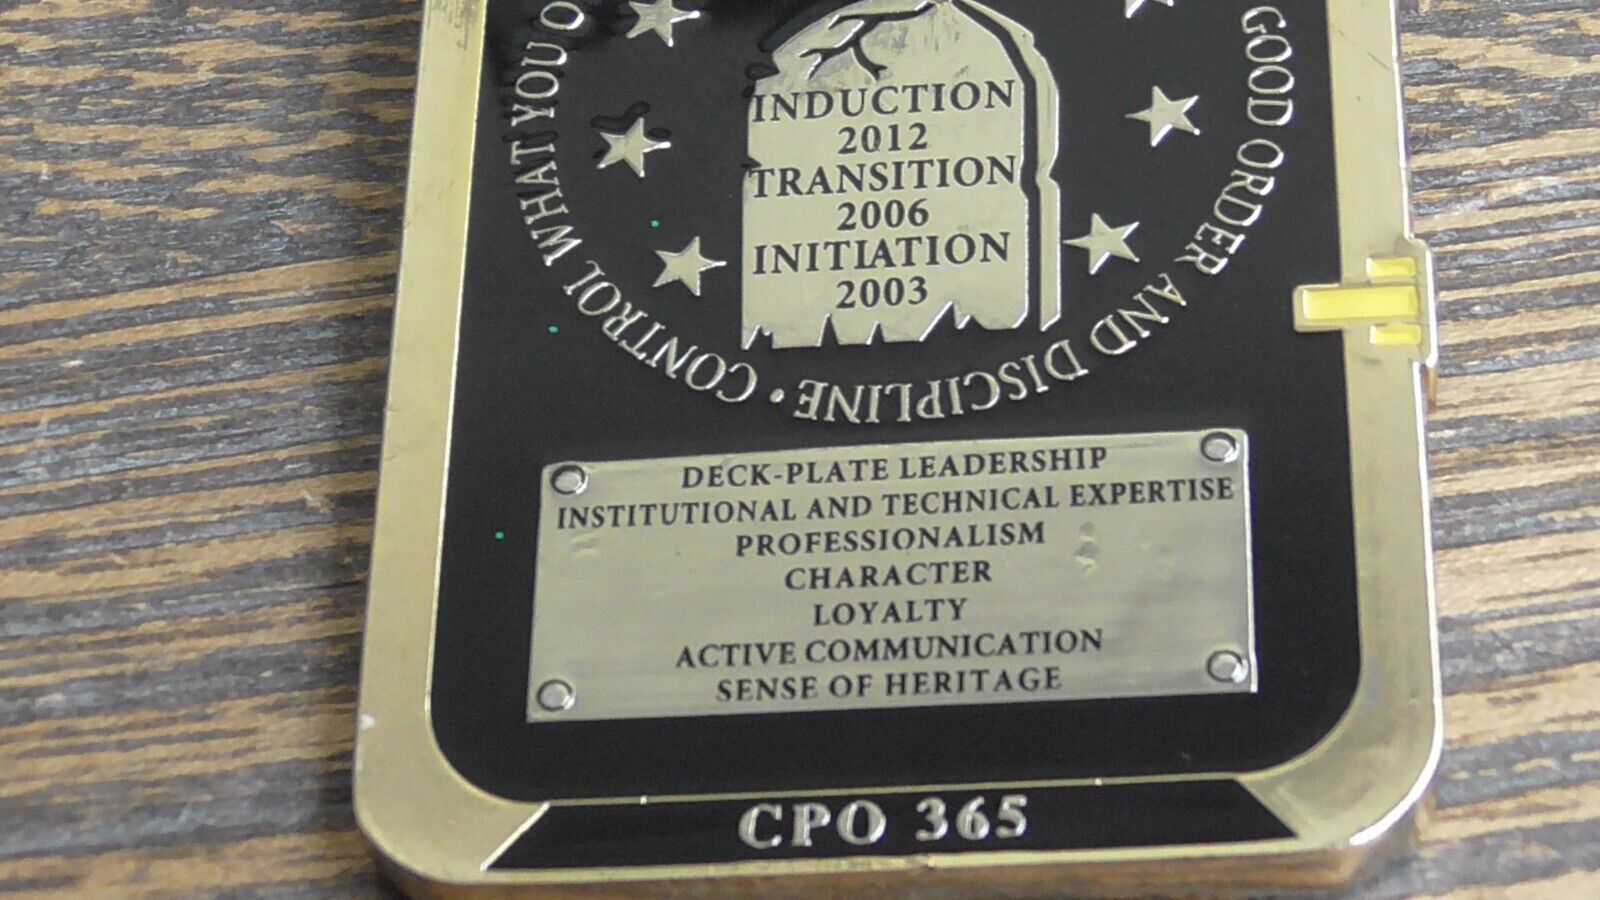 CONTROL WHAT YOU O
GOOD ORDER AND DISCIPLINE •
INDUCTION
2012
TRANSITION
2006
INITIATION
2003
DECK-PLATE LEADERSHIP
INSTITUTIONAL AND TECHNICAL EXPERTISE
PROFESSIONALISM
CHARACTER
LOYALTY
ACTIVE COMMUNICATION
SENSE OF HERITAGE
CPO 365